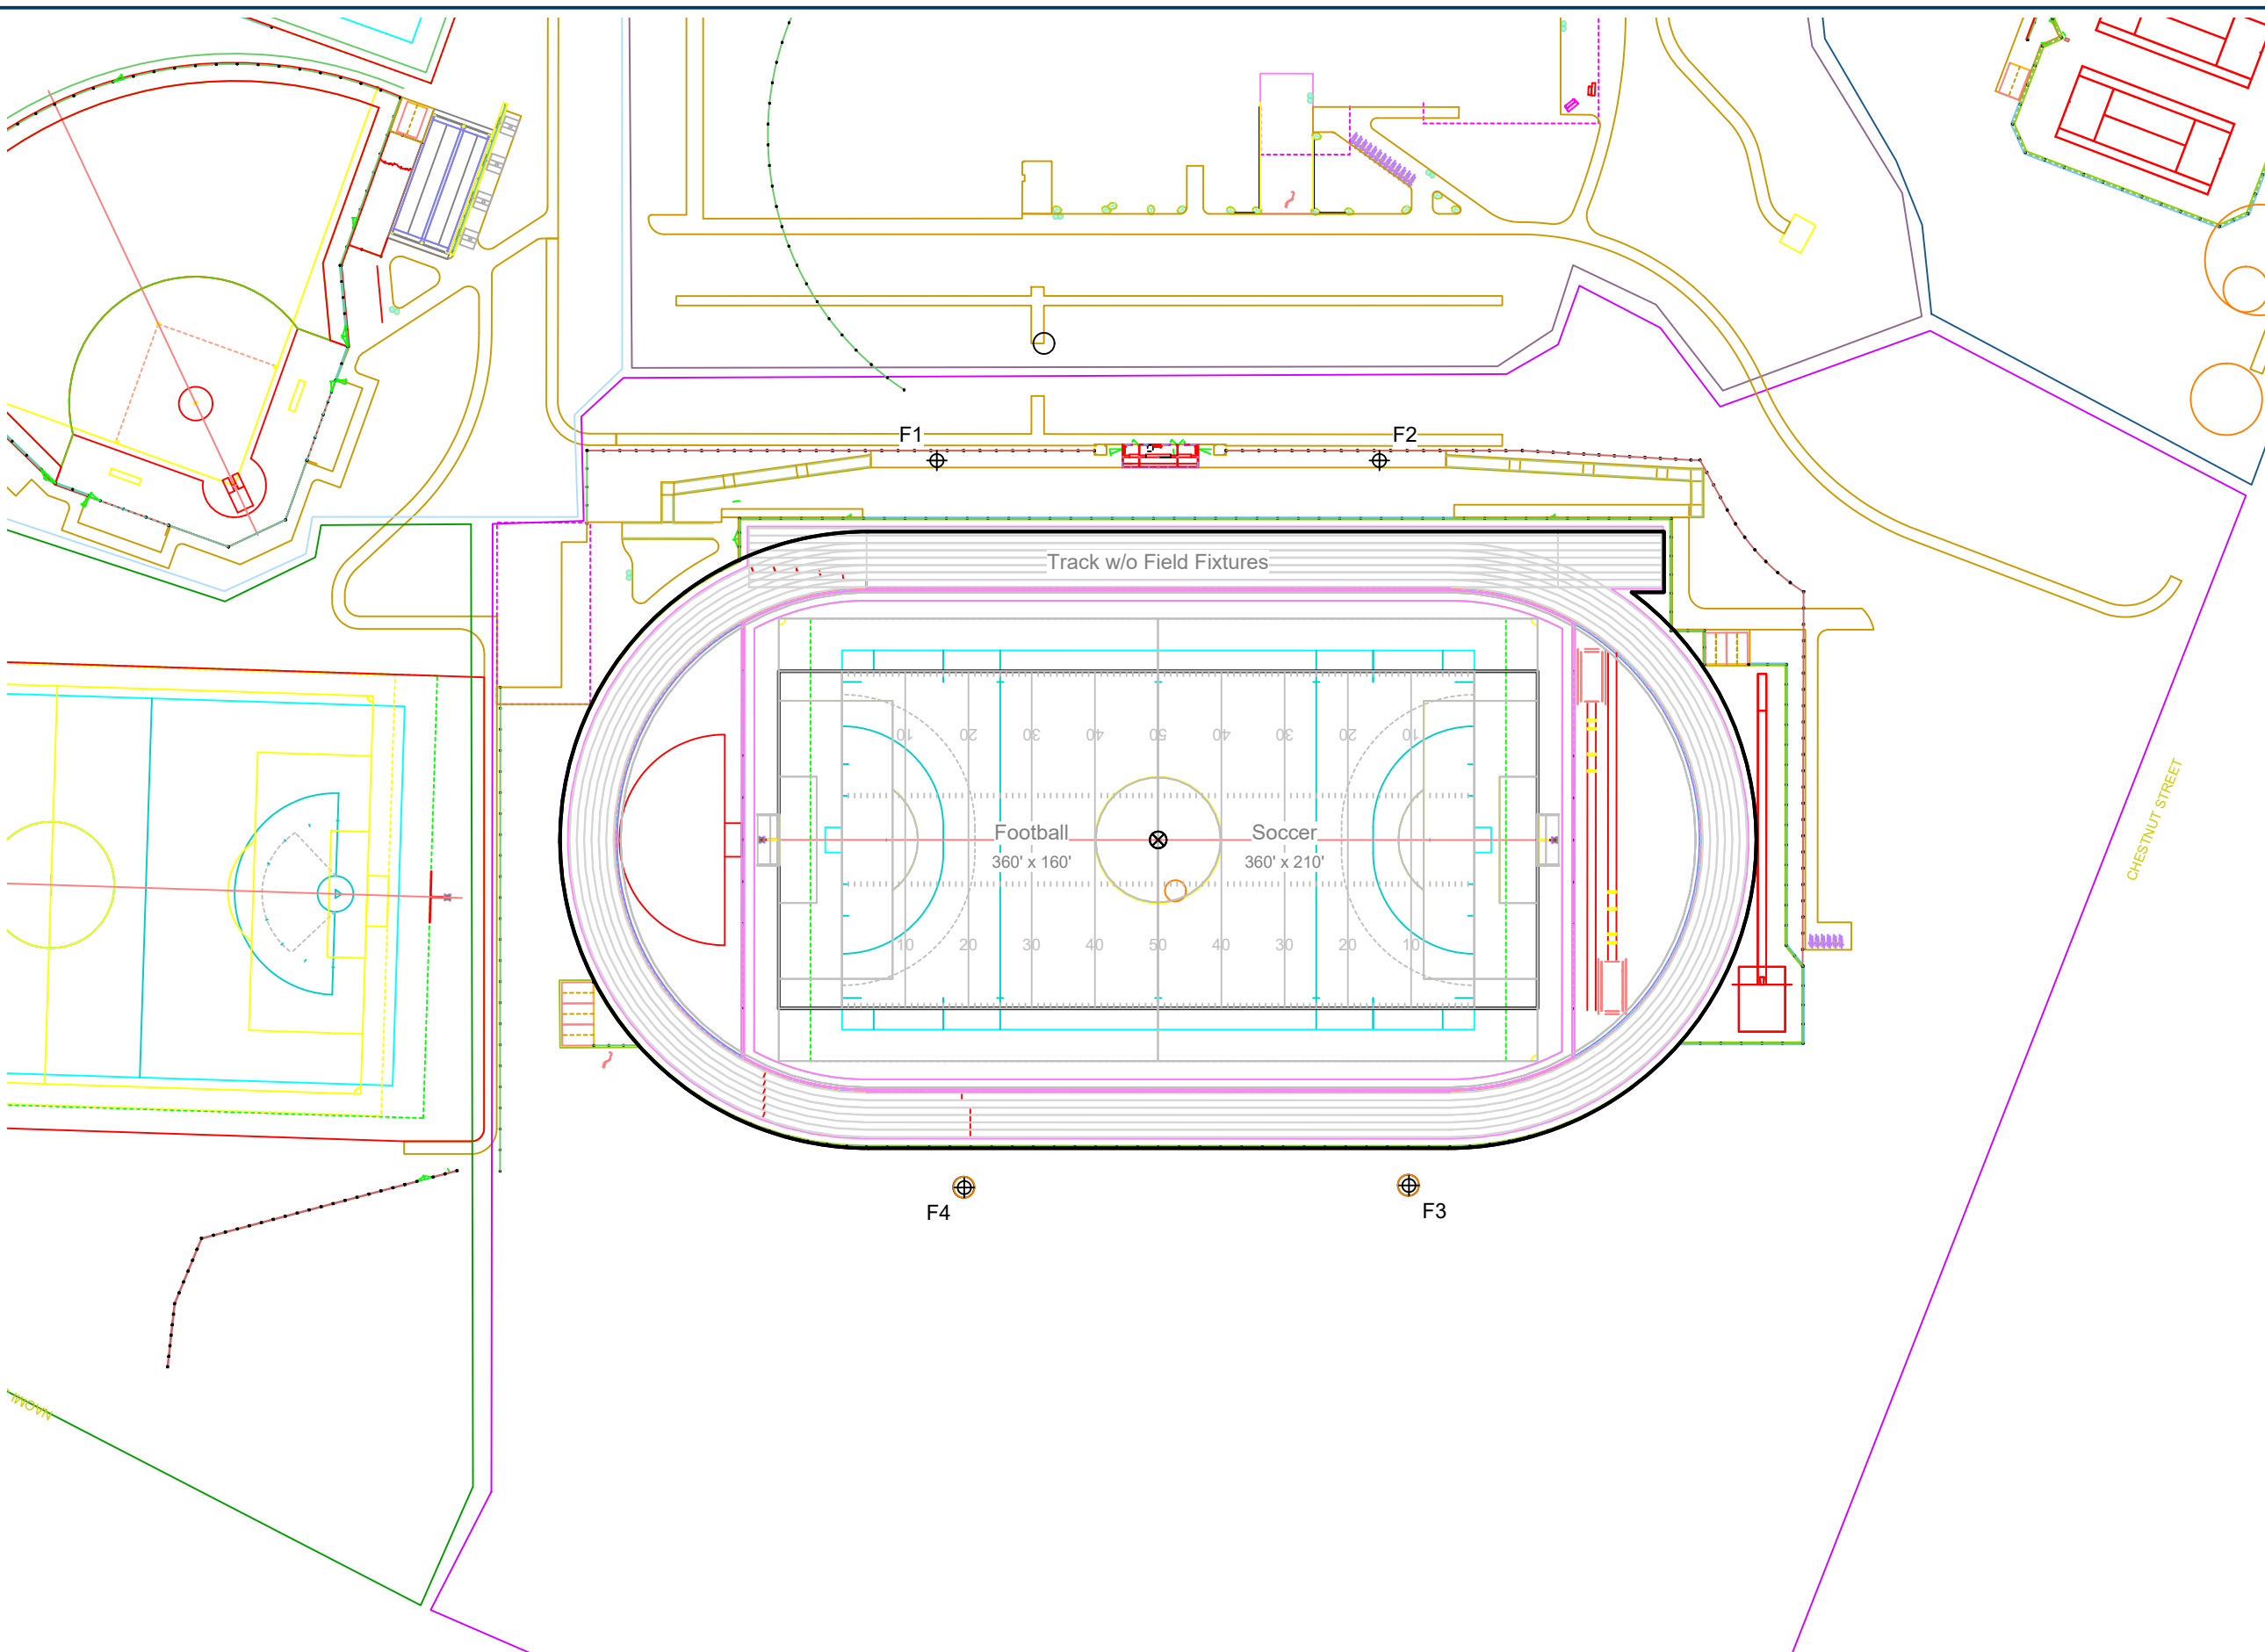 F1
F2
Track w/o Field Fixtures
10 20 30 40 50 40 30 20 10
Football
Soccer
360' x 160'
360' x 210'
10 20 30 40 50 40 30 20 10
CHESTNUT STREET
F4
F3
NAOMI